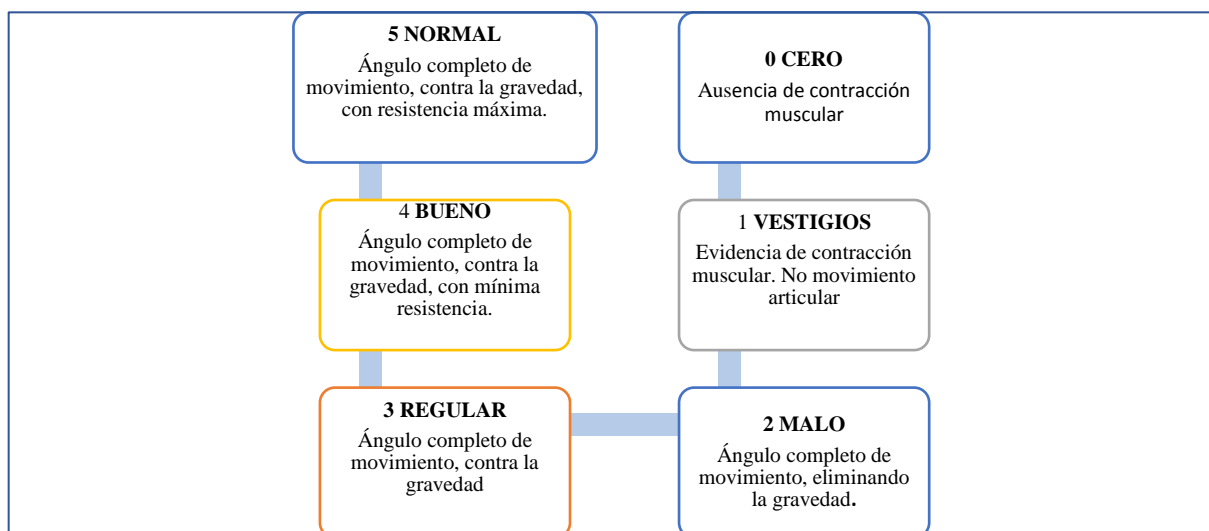 5 NORMAL
Ángulo completo de
movimiento, contra la gravedad,
con resistencia máxima.
4 BUENO
Ángulo completo de
movimiento, contra la
gravedad, con mínima
resistencia.
3 REGULAR
Ángulo completo de
movimiento, contra la
gravedad
2 MALO
Ángulo completo de
movimiento, eliminando
la gravedad.
1 VESTIGIOS
Evidencia de contracción
muscular. No movimiento
articular
0 CERO
Ausencia de contracción
muscular